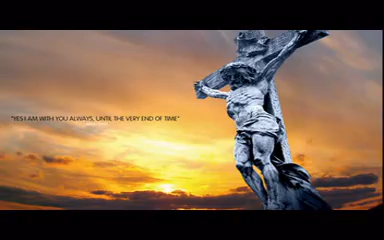 "YES I AM WITH YOU ALWAYS, UNTIL THE VERY END OF TIME"